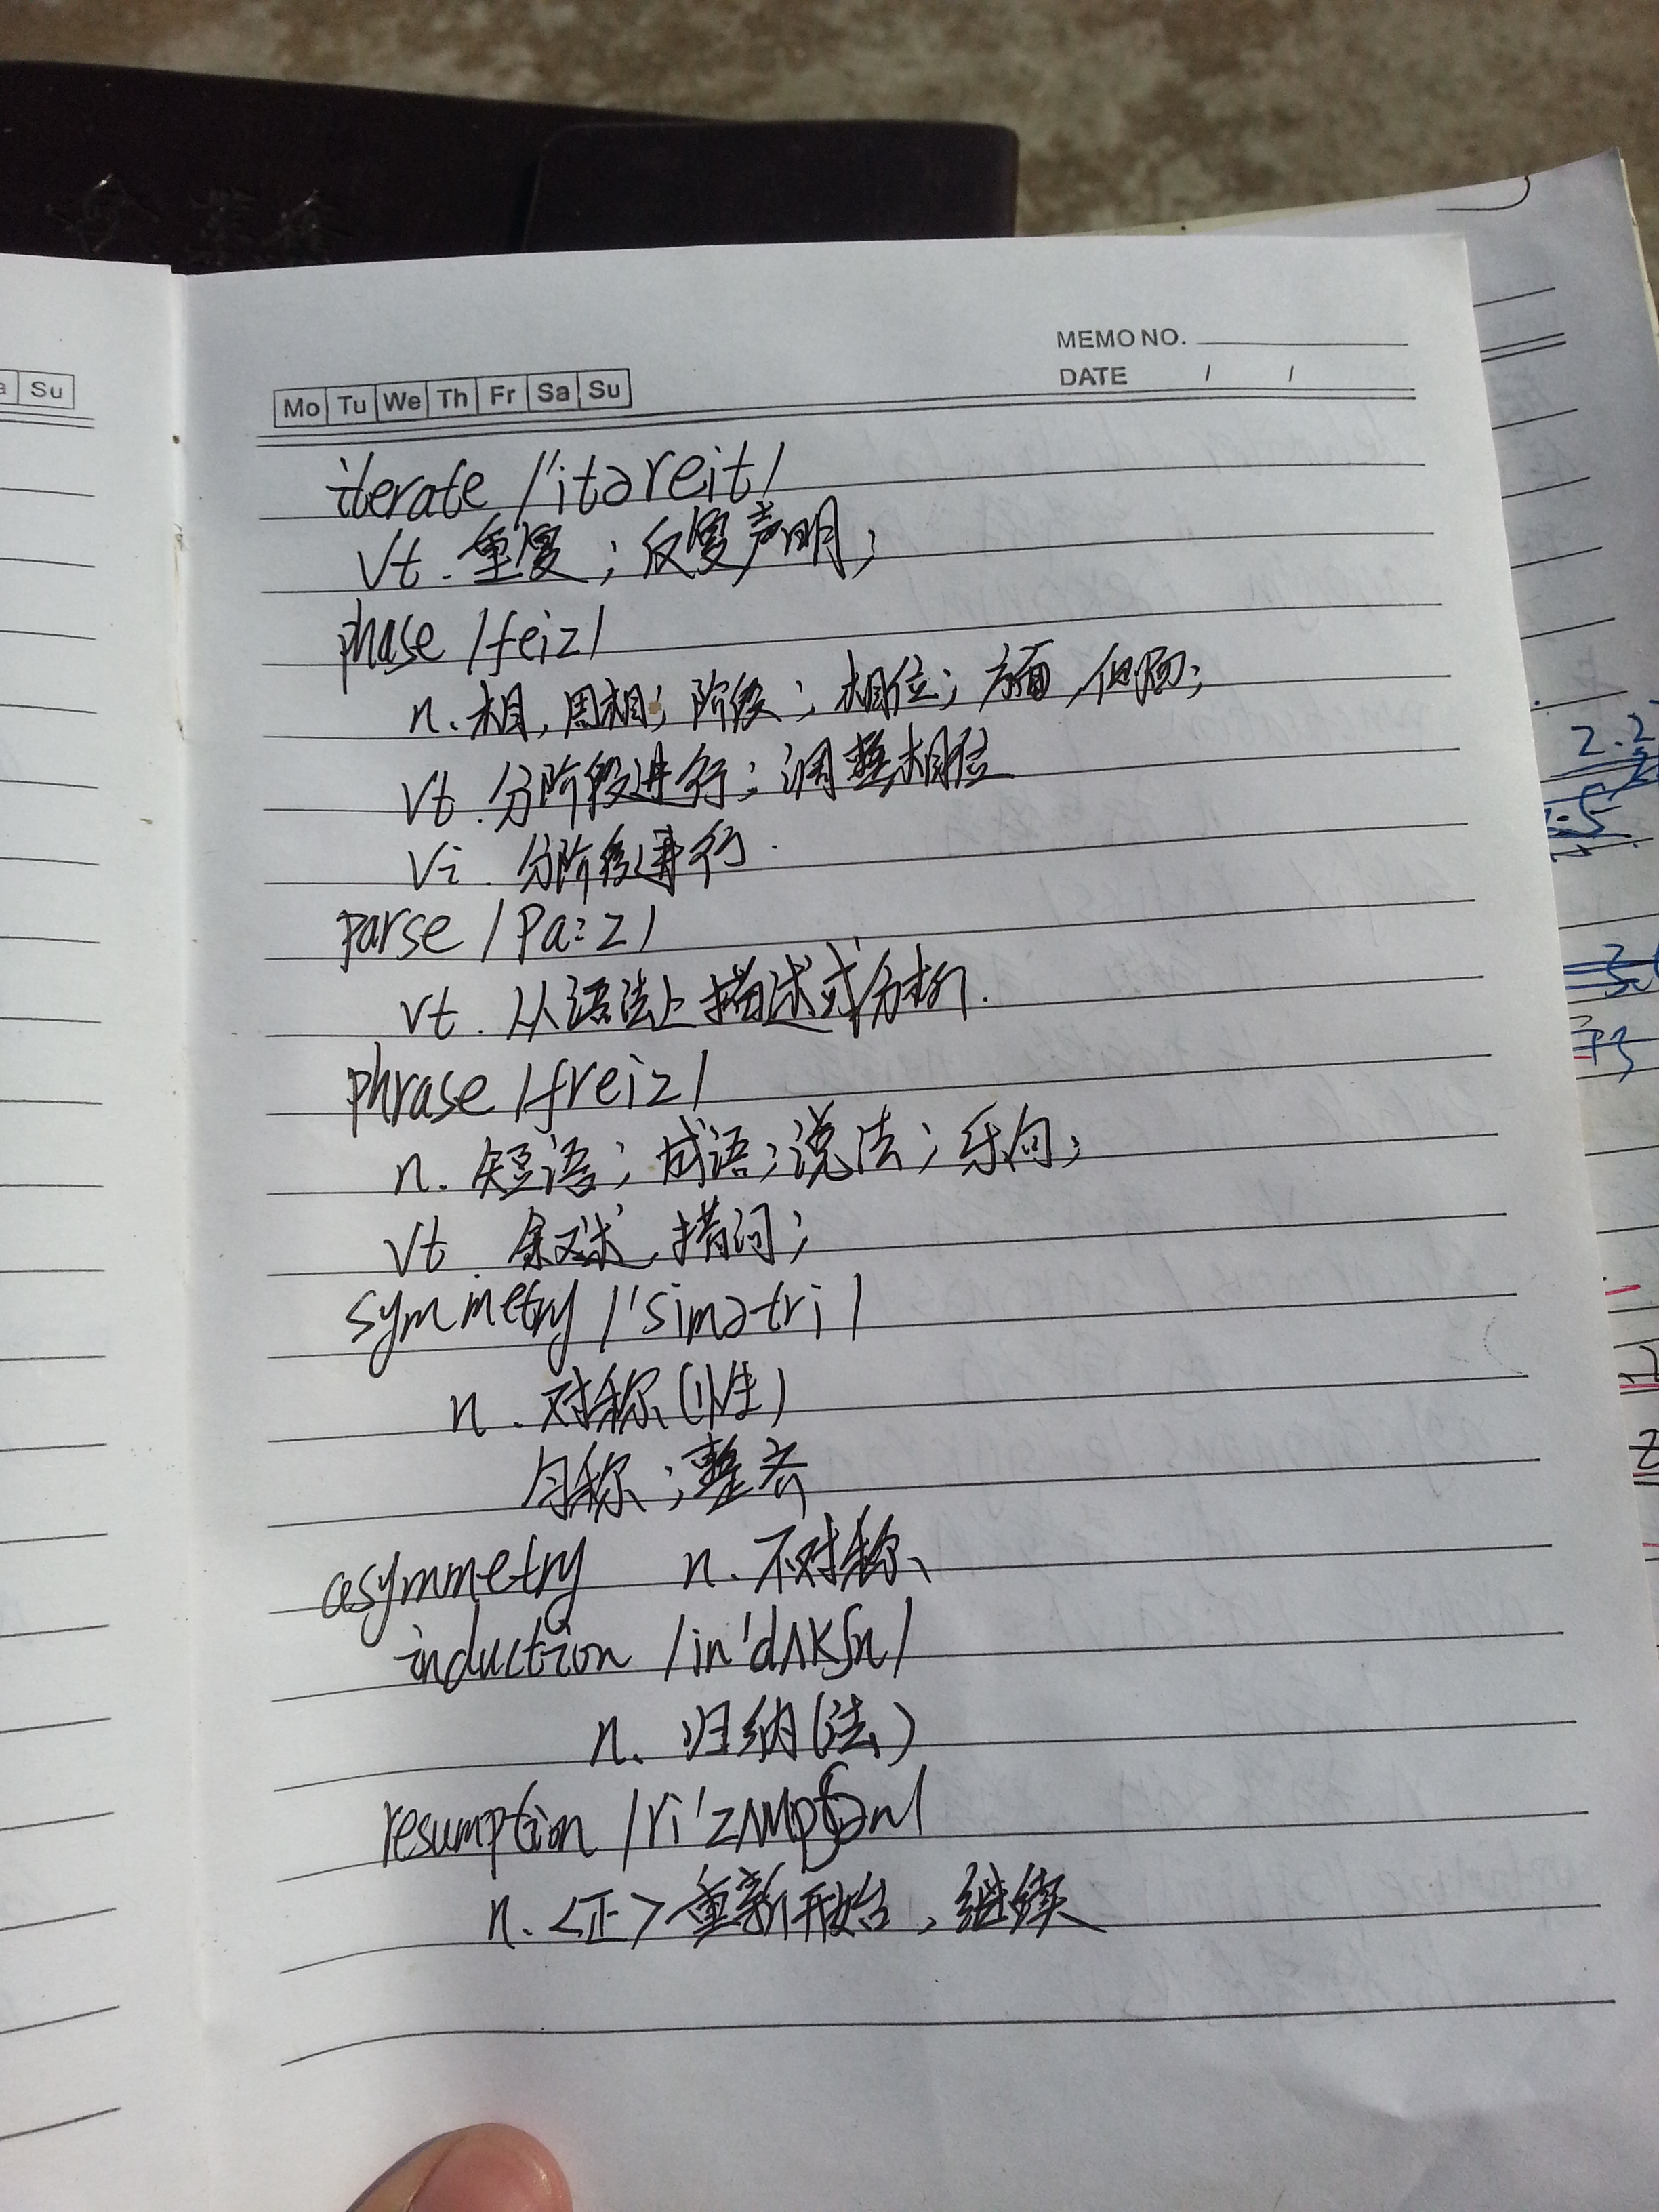 Su
Mo Tu We Th Fr Sa Su
MEMO NO.
DATE / /
iterate /'itəreit/
vt. 重复；反复声明；
phase /feiz/
n. 相，周相；阶段；相位；方面，
vt. 分阶段进行；调整相位
vi. 分阶段进行.
parse /pa:z/
vt. 从语法上描述或分析.
phrase /freiz/
n. 短语；成语；说法；乐句；
vt. 叙述，措词；
symmetry /'simətri/
n. 对称(性)
匀称；整齐
asymmetry n. 不对称
induction /in'dʌkʃn/
n. 归纳(法)
resumption /ri'zʌmpʃən/
n. <正>重新开始，继续